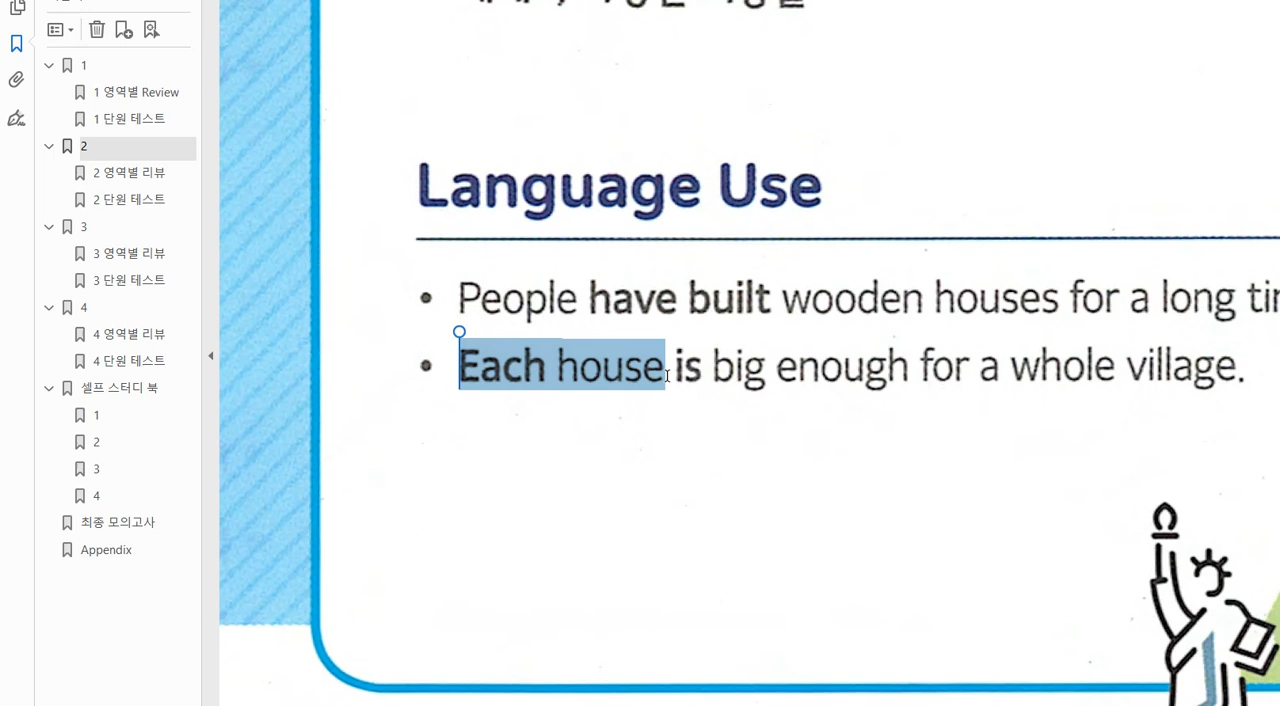 1
1 영역별 Review
1 단원 테스트
2
2 영역별 리뷰
2 단원 테스트
3
3 영역별 리뷰
3 단원 테스트
4
4 영역별 리뷰
4 단원 테스트
셀프 스터디 북
1
2
3
4
최종 모의고사
Appendix
Language Use
• People have built wooden houses for a long
• Each house is big enough for a whole village.